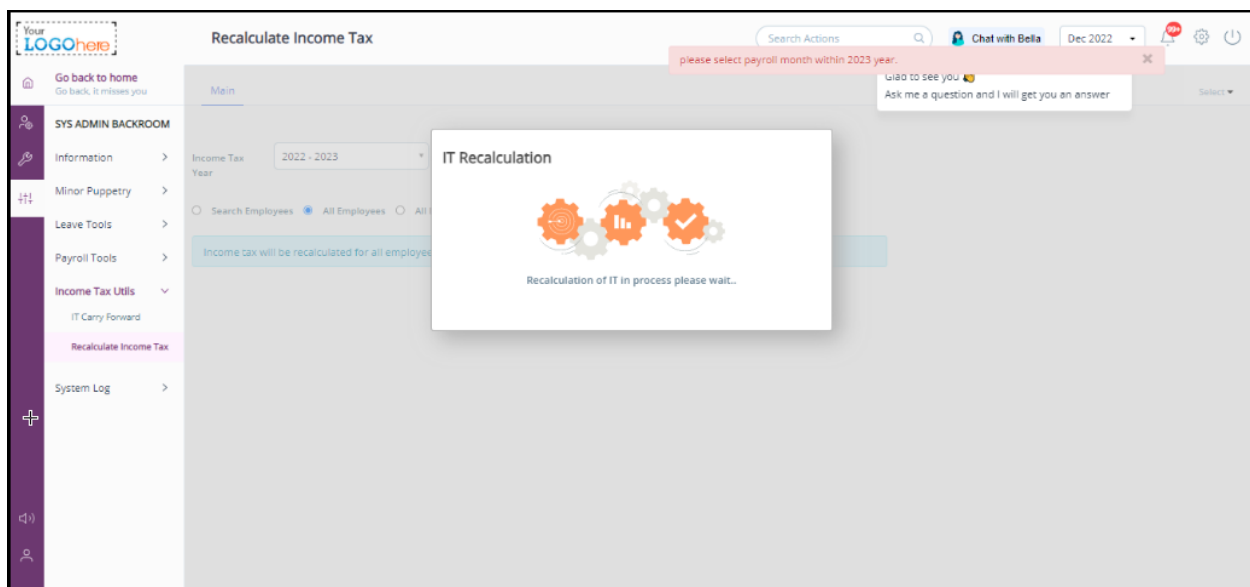 Your
LOGOhere
Recalculate Income Tax
Search Actions
Chat with Bella
Dec 2022
99+
please select payroll month within 2023 year.
Go back to home
Go back, it misses you
Main
Glad to see you
Ask me a question and I will get you an answer
Select
SYS ADMIN BACKROOM
Information
Minor Puppetry
Leave Tools
Payroll Tools
Income Tax Utils
IT Carry Forward
Recalculate Income Tax
System Log
Income Tax
Year
2022 - 2023
Search Employees
All Employees
All
Income tax will be recalculated for all employee
IT Recalculation
Recalculation of IT in process please wait..